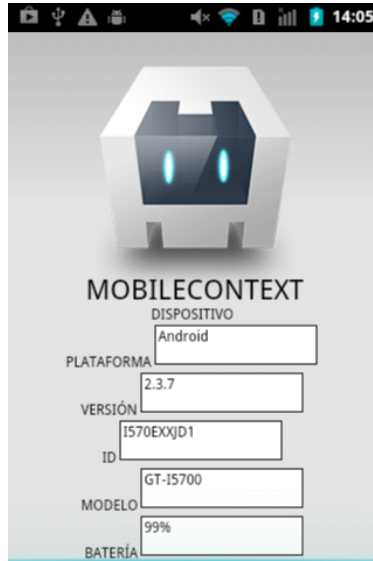 14:05
MOBILECONTEXT
DISPOSITIVO
PLATAFORMA Android
VERSIÓN 2.3.7
ID I570EXXJD1
MODELO GT-I5700
BATERÍA 99%